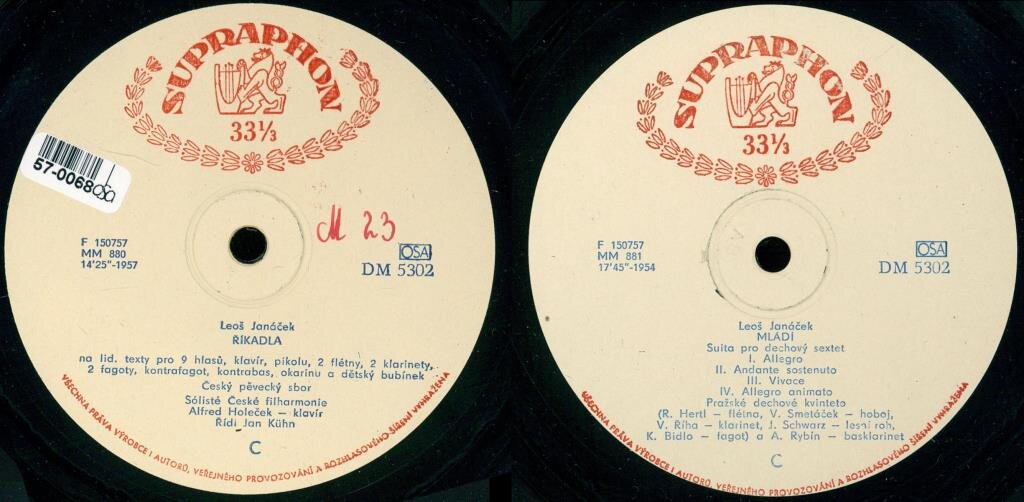 SUPRAPHON
33⅓
57-0068
osa
M 23
F 150757
MM 880
14'25"-1957
OSA
DM 5302
Leoš Janáček
ŘÍKADLA
na lid. texty pro 9 hlasů, klavír, pikolu, 2 flétny, 2 klarinety,
2 fagoty, kontrafagot, kontrabas, okarinu a dětský bubínek
Český pěvecký sbor
Sólisté České filharmonie
Alfred Holeček – klavír
Řídí Jan Kühn
C
VŠECHNA PRÁVA VÝROBCE I AUTORŮ, VEŘEJNÉHO PROVOZOVÁNÍ A ROZHLASOVÉHO ŠÍŘENÍ VYHRAŽENA
SUPRAPHON
33⅓
F 150757
MM 881
17'45"-1954
OSA
DM 5302
Leoš Janáček
MLÁDÍ
Suita pro dechový sextet
I. Allegro
II. Andante sostenuto
III. Vivace
IV. Allegro animato
Pražské dechové kvinteto
(R. Hertl – flétna, V. Smetáček – hoboj,
V. Říha – klarinet, J. Schwarz – lesní roh,
K. Bidlo – fagot) a A. Rybín – basklarinet
C
VŠECHNA PRÁVA VÝROBCE I AUTORŮ, VEŘEJNÉHO PROVOZOVÁNÍ A ROZHLASOVÉHO ŠÍŘENÍ VYHRAŽENA